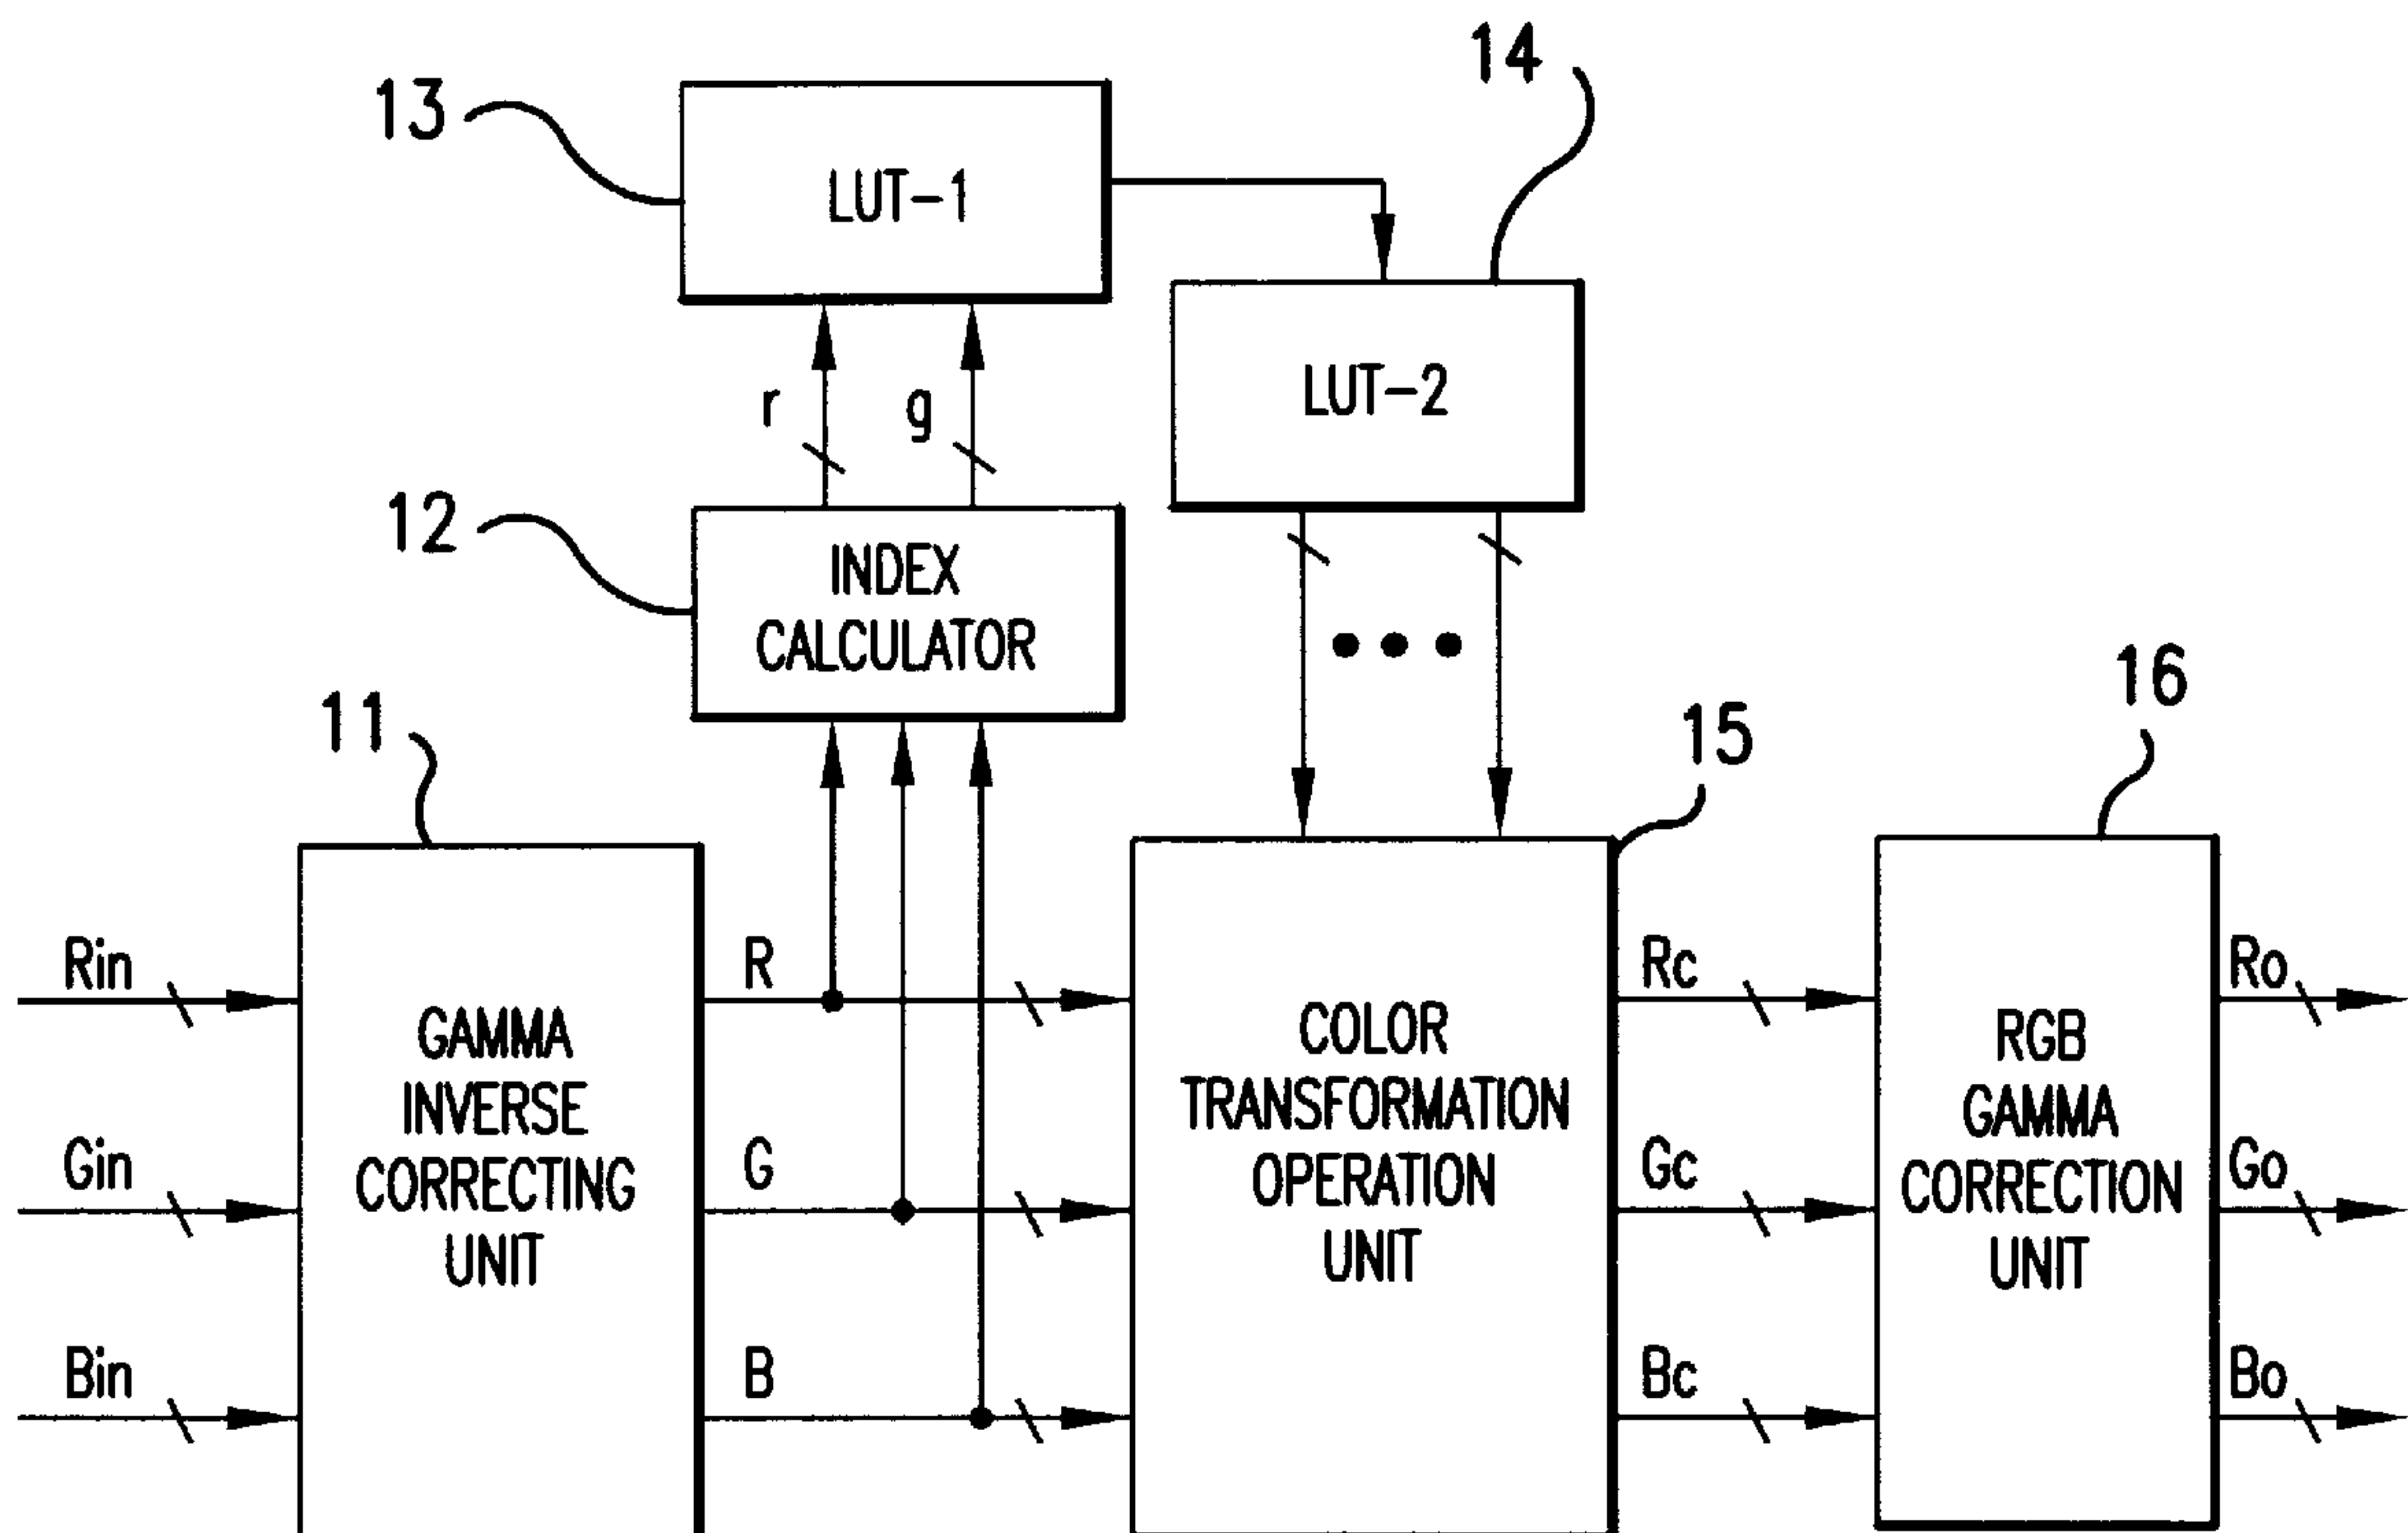 14
13
LUT-1
LUT-2
r
g
12
INDEX
CALCULATOR
16
11
15
Rin
R
Rc
Ro
GAMMA
INVERSE
CORRECTING
UNIT
COLOR
TRANSFORMATION
OPERATION
UNIT
RGB
GAMMA
CORRECTION
UNIT
Gin
G
Gc
Go
Bin
B
Bc
Bo